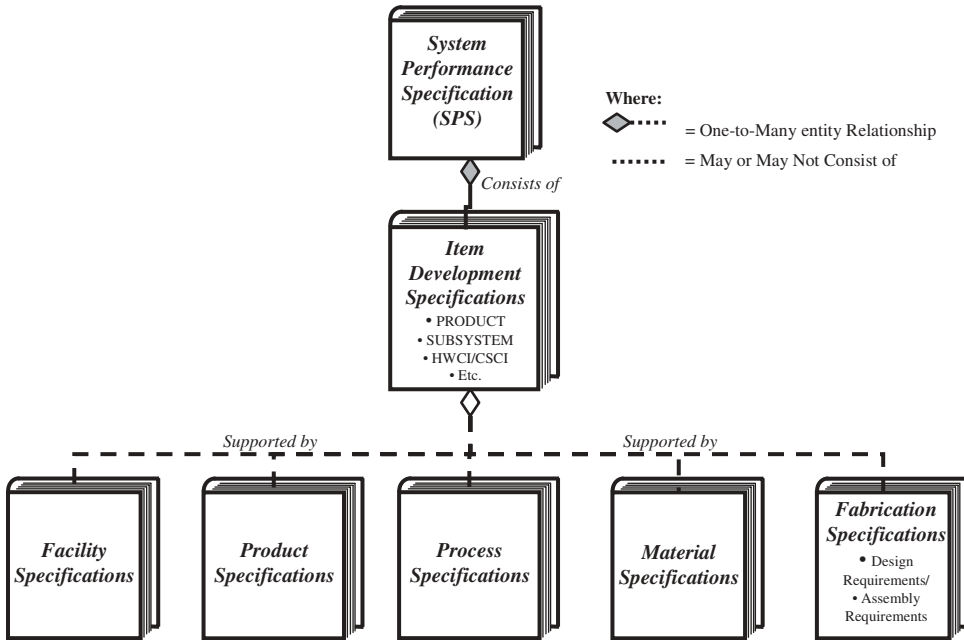 System
Performance
Specification
(SPS)
Where:
= One-to-Many entity Relationship
= May or May Not Consist of
Consists of
Item
Development
Specifications
• PRODUCT
• SUBSYSTEM
• HWCI/CSCI
• Etc.
Supported by
Supported by
Facility
Specifications
Product
Specifications
Process
Specifications
Material
Specifications
Fabrication
Specifications
• Design
Requirements/
• Assembly
Requirements